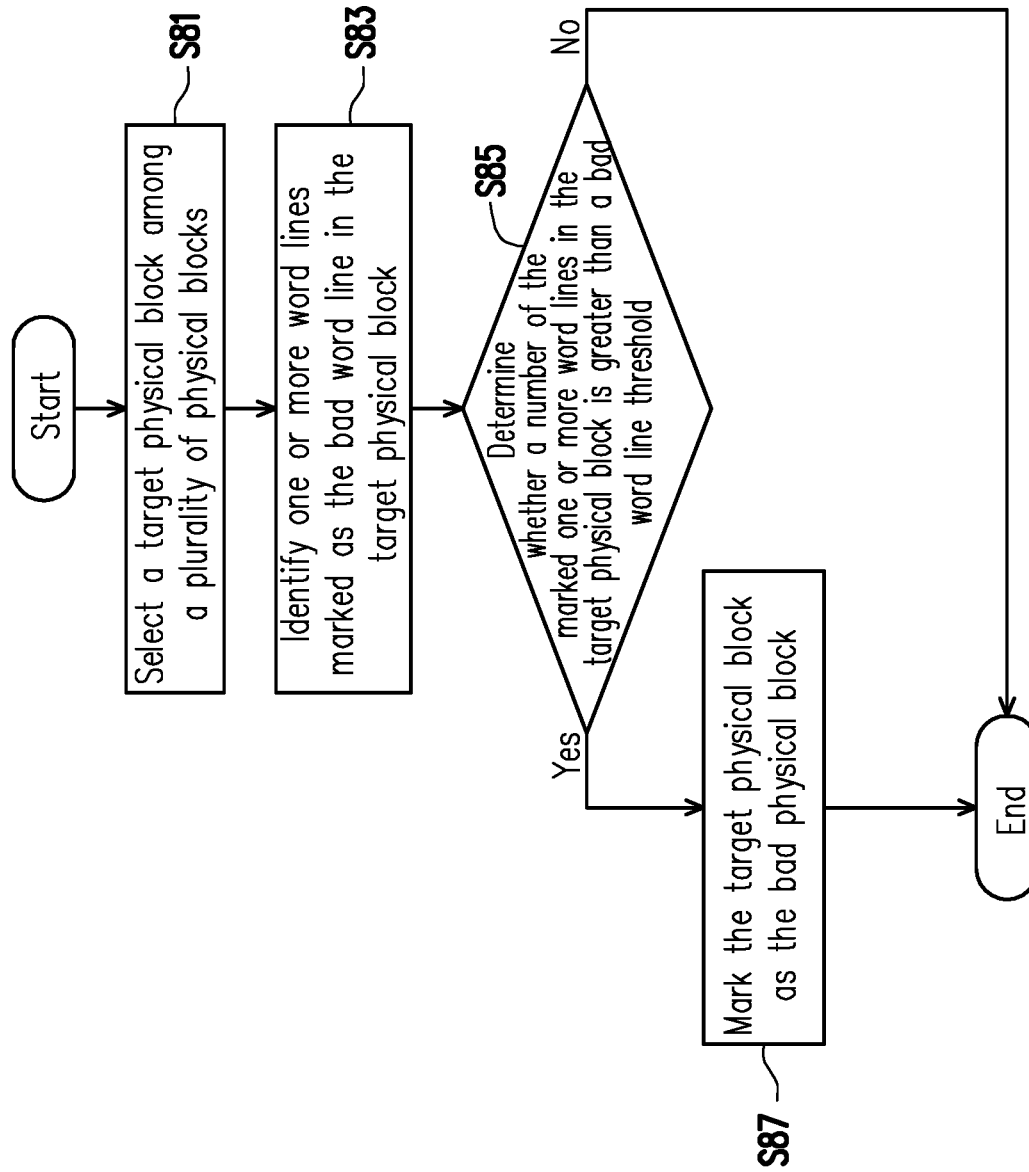 Start
Select a target physical block among
a plurality of physical blocks
S81
Identify one or more word lines
marked as the bad word line in the
target physical block
S83
Determine
whether a number of the
marked one or more word lines in the
target physical block is greater than a bad
word line threshold
S85
Yes
No
Mark the target physical block
as the bad physical block
S87
End